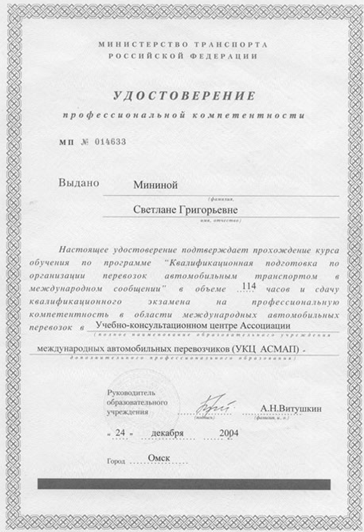 МИНИСТЕРСТВО ТРАНСПОРТА
РОССИЙСКОЙ ФЕДЕРАЦИИ
УДОСТОВЕРЕНИЕ
профессиональной компетентности
МП № 014633
Выдано Мининой
(фамилия,
Светлане Григорьевне
имя, отчество)
Настоящее удостоверение подтверждает прохождение курса
обучения по программе "Квалификационная подготовка по
организации перевозок автомобильным транспортом в
международном сообщении" в объеме 114 часов и сдачу
квалификационного экзамена на профессиональную
компетентность в области международных автомобильных
перевозок в Учебно-консультационном центре Ассоциации
(полное наименование образовательного учреждения
международных автомобильных перевозчиков (УКЦ АСМАП) -
дополнительного профессионального образования)
Руководитель
образовательного
учреждения А.Н.Витушкин
(подпись) (фамилия, и., о.)
" 24 " декабря 2004
Город Омск